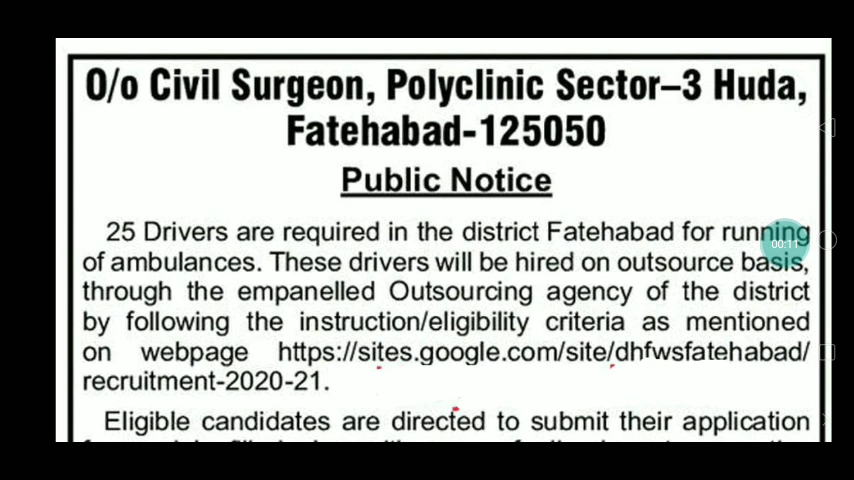 O/o Civil Surgeon, Polyclinic Sector–3 Huda,
Fatehabad-125050
Public Notice
25 Drivers are required in the district Fatehabad for running
00:11
of ambulances. These drivers will be hired on outsource basis,
through the empanelled Outsourcing agency of the district
by following the instruction/eligibility criteria as mentioned
on webpage https://sites.google.com/site/dhfwsfatehabad/
recruitment-2020-21.
Eligible candidates are directed to submit their application